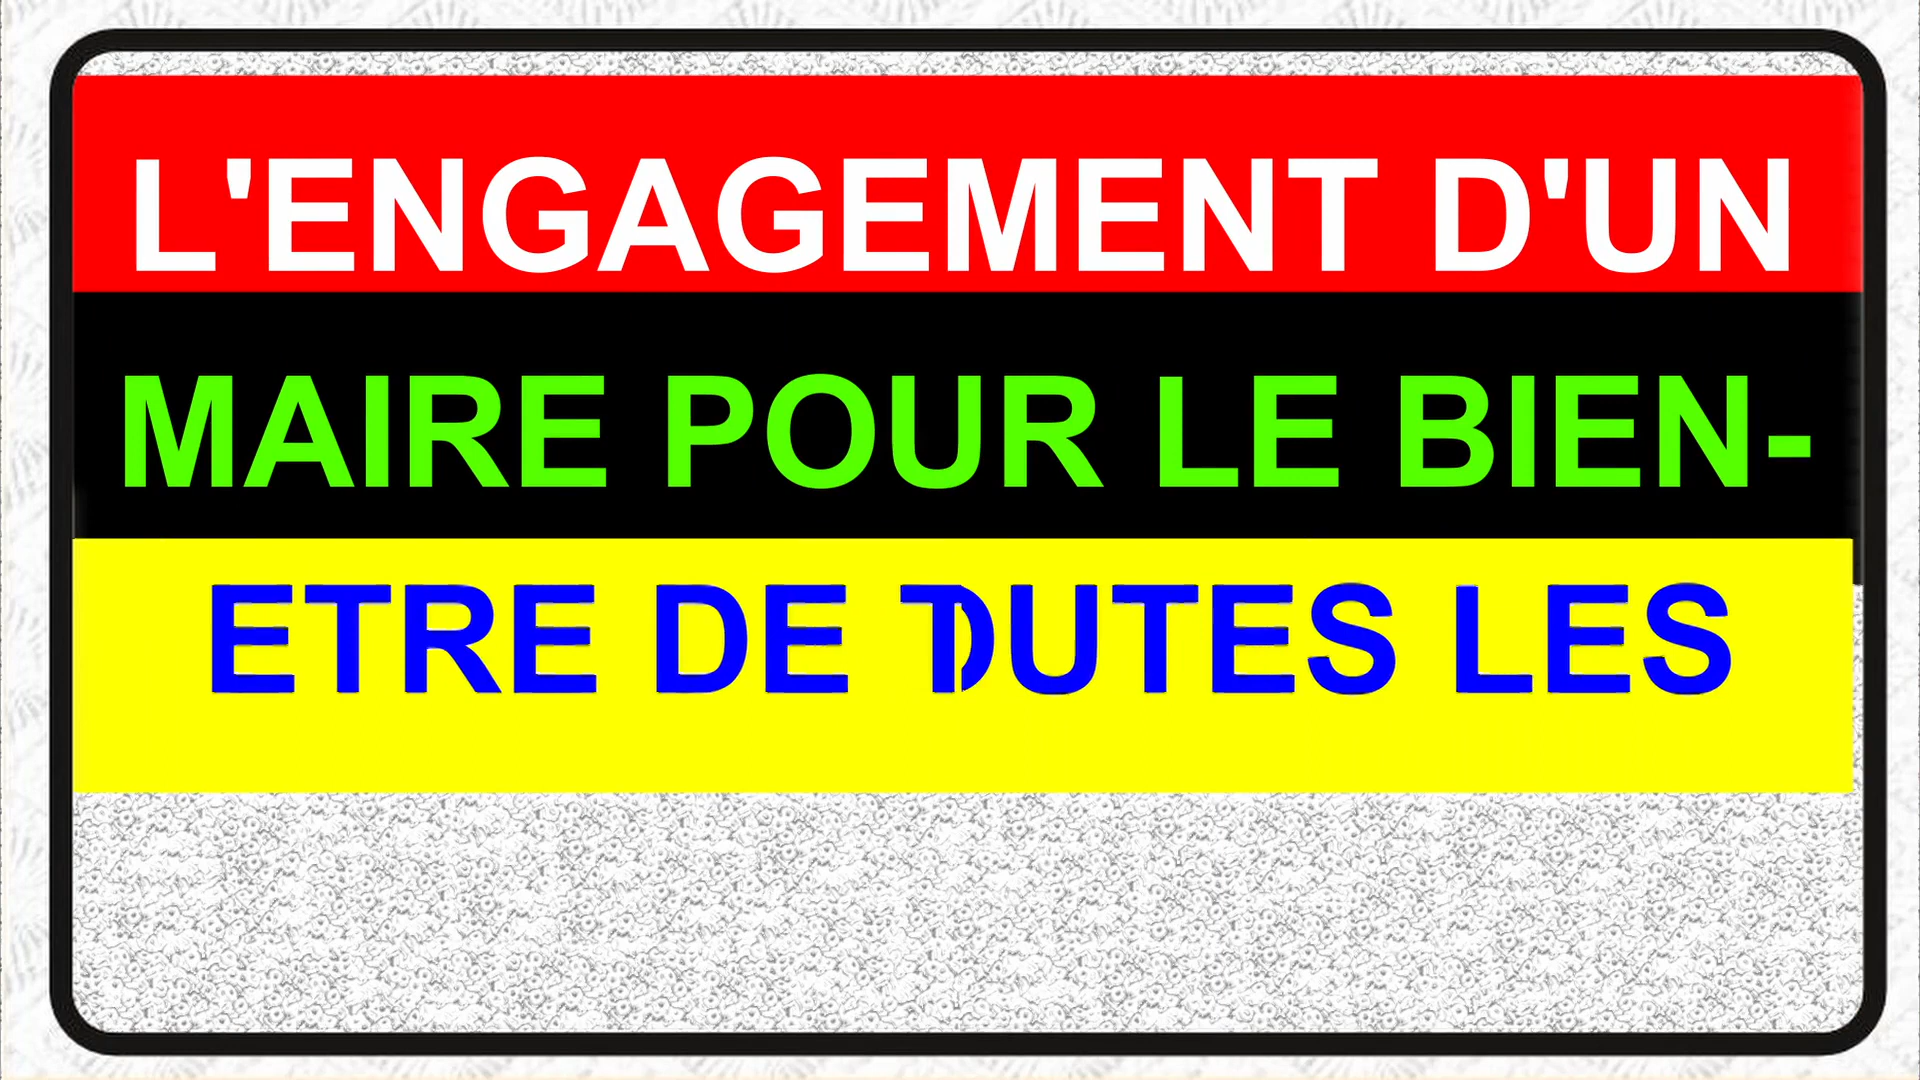 L'ENGAGEMENT D'UN
MAIRE POUR LE BIEN-
ETRE DE TOUTES LES